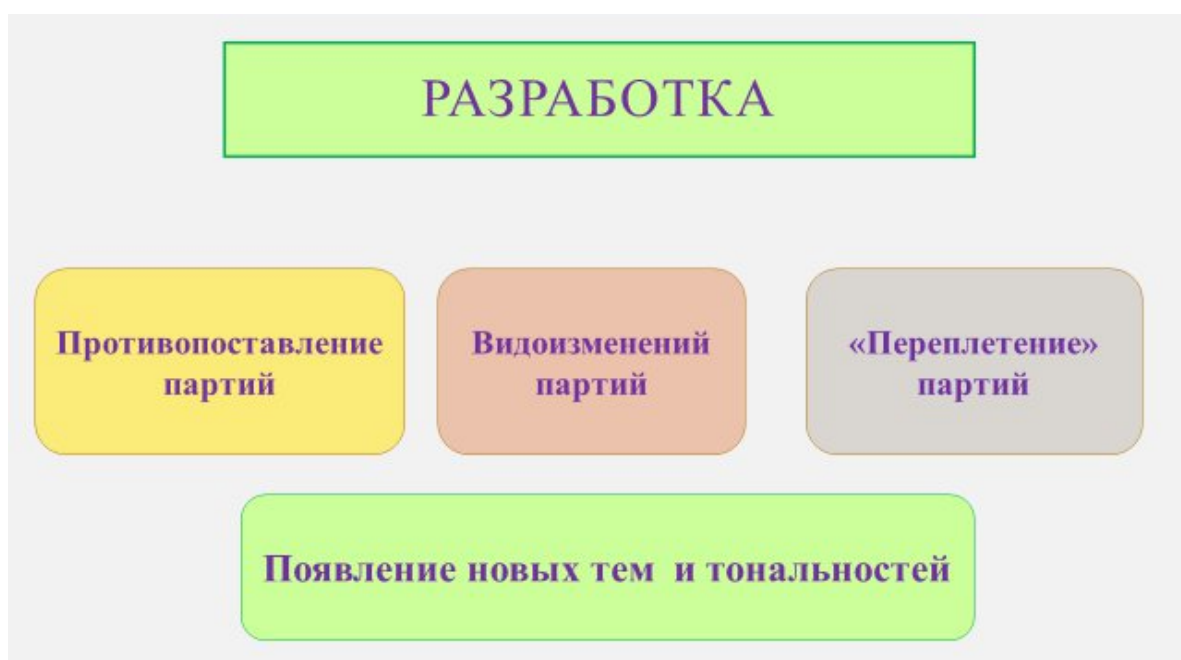 РАЗРАБОТКА
Противопоставление
партий
Видоизменений
партий
«Переплетение»
партий
Появление новых тем и тональностей